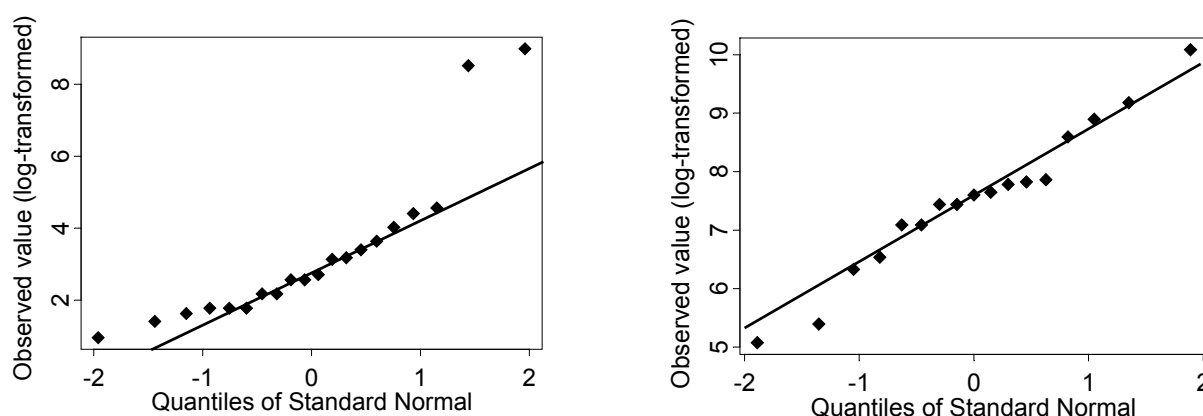 Observed value (log-transformed)
8
6
4
2
-2 -1 0 1 2
Quantiles of Standard Normal
Observed value (log-transformed)
10
9
8
7
6
5
-2 -1 0 1 2
Quantiles of Standard Normal